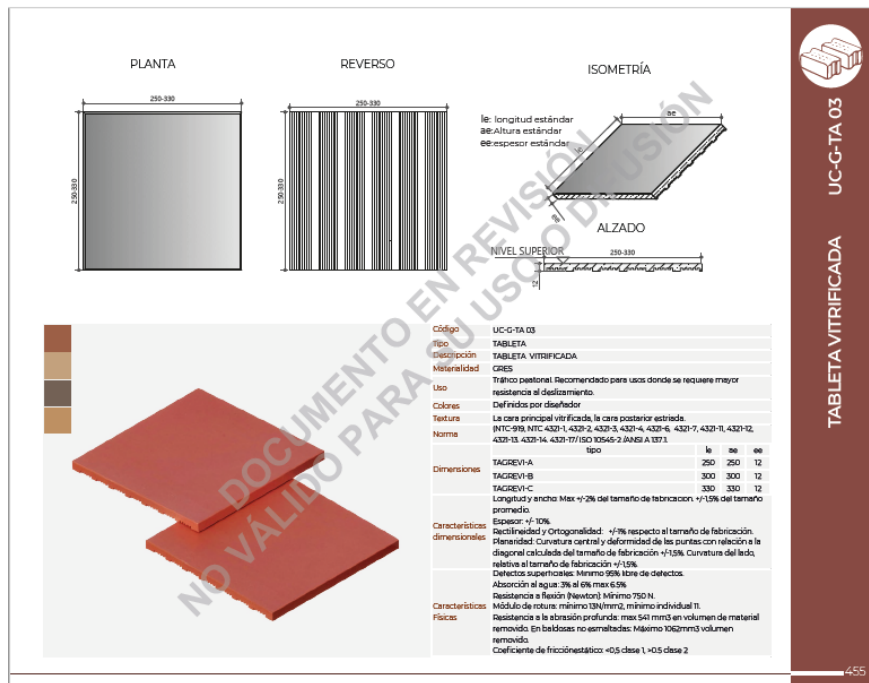 PLANTA
REVERSO
ISOMETRÍA
250-330
250-330
250-330
250-330
le: longitud estándar
ae:Altura estándar
ee:espesor estándar
ae
le
ee
ALZADO
NIVEL SUPERIOR
250-330
12
DOCUMENTO EN REVISIÓN
NO VÁLIDO PARA SU USO O DIFUSIÓN
Código UC-G-TA 03
Tipo TABLETA
Descripción TABLETA VITRIFICADA
Materialidad GRES
Uso Tráfico peatonal. Recomendado para usos donde se requiere mayor
resistencia al deslizamiento.
Colores Definidos por diseñador
Textura La cara principal vitrificada, la cara posterior estriada.
Norma (NTC-919, NTC 4321-1, 4321-2, 4321-3, 4321-4, 4321-6, 4321-7, 4321-11, 4321-12,
4321-13, 4321-14, 4321-17/ ISO 10545-2 /ANSI A 137.1.
Dimensiones
tipo le ae ee
TAGREVI-A 250 250 12
TAGREVI-B 300 300 12
TAGREVI-C 330 330 12
Características dimensionales
Longitud y ancho: Max +/-2% del tamaño de fabricacion. +/-1,5% del tamaño
promedio.
Espesor: +/- 10%.
Rectilineidad y Ortogonalidad: +/-1% respecto al tamaño de fabricación.
Planaridad: Curvatura central y deformidad de las puntas con relación a la
diagonal calculada del tamaño de fabricación +/-1,5%. Curvatura del lado,
relativa al tamaño de fabricación +/-1,5%.
Características Físicas
Defectos superficiales: Minimo 95% libre de defectos.
Absorción al agua: 3% al 6% max 6.5%
Resistencia a flexión (Newton): Mínimo 750 N.
Módulo de rotura: mínimo 13N/mm2, mínimo individual 11.
Resistencia a la abrasión profunda: max 541 mm3 en volumen de material
removido. En baldosas no esmaltadas: Máximo 1062mm3 volumen
removido.
Coeficiente de fricciónestático: <0,5 clase 1, >0.5 clase 2
UC-G-TA 03
TABLETA VITRIFICADA
455